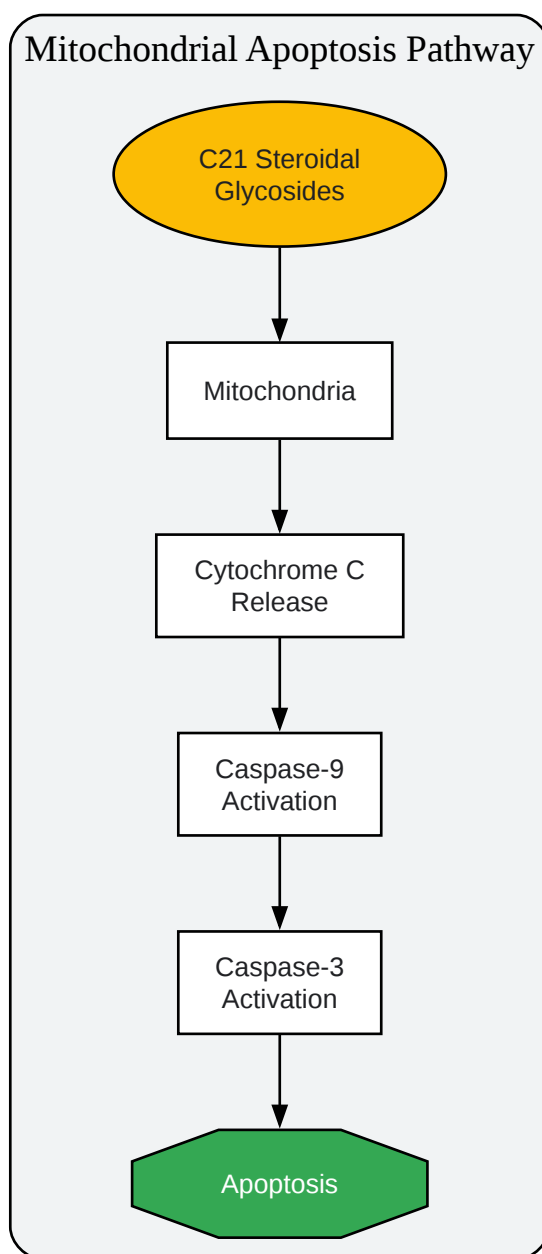 Mitochondrial Apoptosis Pathway
C21 Steroidal
Glycosides
Mitochondria
Cytochrome C
Release
Caspase-9
Activation
Caspase-3
Activation
Apoptosis